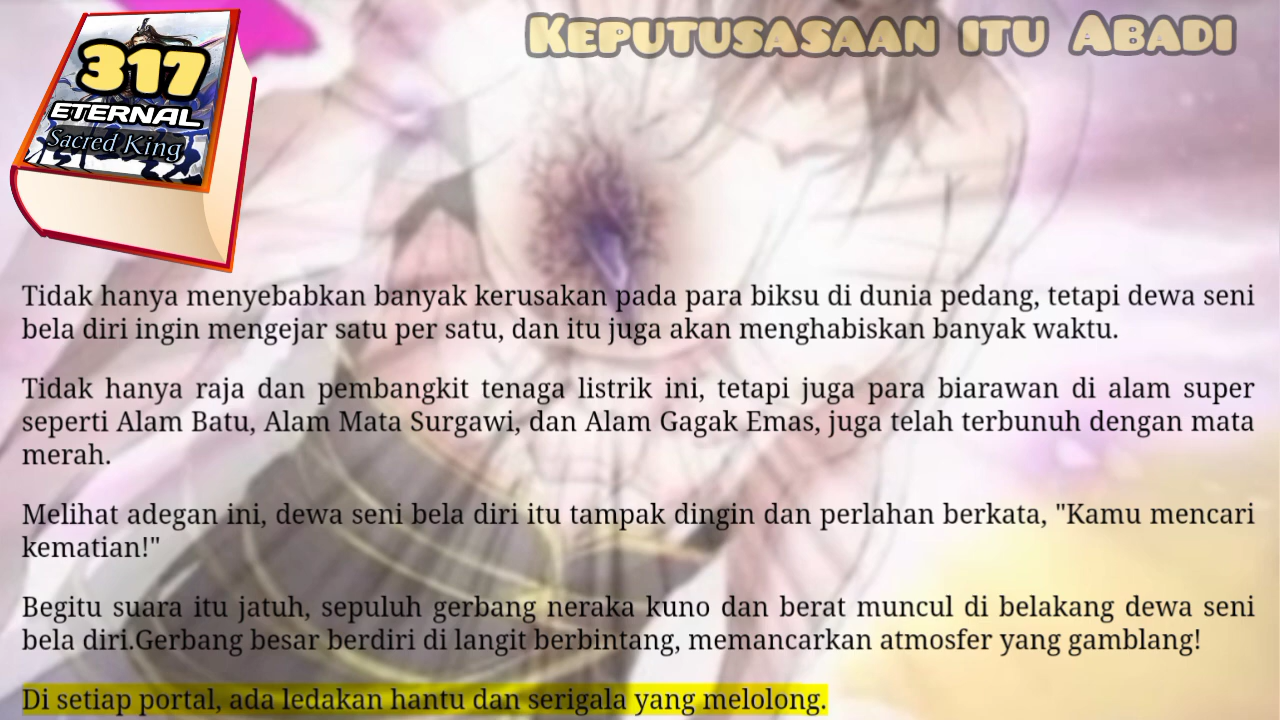 317
ETERNAL
Sacred King
KEPUTUSASAAN ITU ABADI
Tidak hanya menyebabkan banyak kerusakan pada para biksu di dunia pedang, tetapi dewa seni
bela diri ingin mengejar satu per satu, dan itu juga akan menghabiskan banyak waktu.
Tidak hanya raja dan pembangkit tenaga listrik ini, tetapi juga para biarawan di alam super
seperti Alam Batu, Alam Mata Surgawi, dan Alam Gagak Emas, juga telah terbunuh dengan mata
merah.
Melihat adegan ini, dewa seni bela diri itu tampak dingin dan perlahan berkata, "Kamu mencari
kematian!"
Begitu suara itu jatuh, sepuluh gerbang neraka kuno dan berat muncul di belakang dewa seni
bela diri.Gerbang besar berdiri di langit berbintang, memancarkan atmosfer yang gamblang!
Di setiap portal, ada ledakan hantu dan serigala yang melolong.